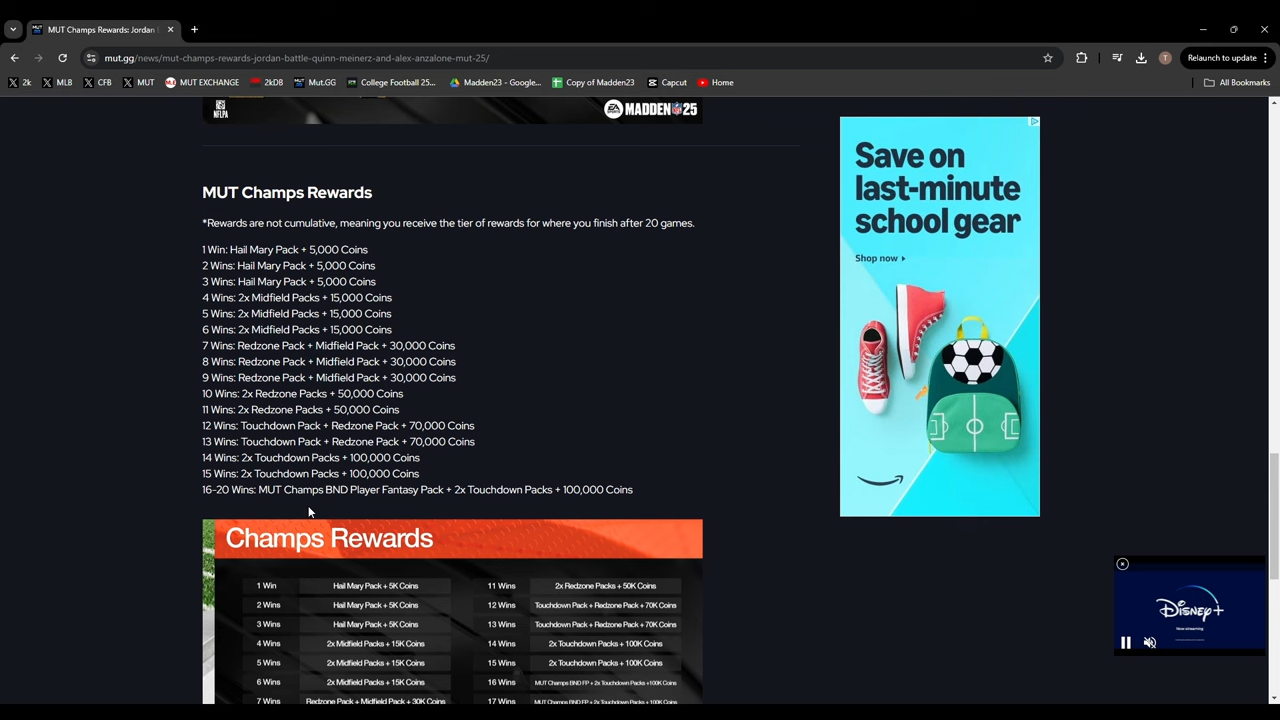 MUT Champs Rewards: Jordan
mut.gg/news/mut-champs-rewards-jordan-battle-quinn-meinerz-and-alex-anzalone-mut-25/
T
Relaunch to update
2k
MLB
CFB
MUT
MUT EXCHANGE
2kDB
Mut.GG
College Football 25...
Madden23 - Google...
Copy of Madden23
Capcut
Home
All Bookmarks
NFLPA
MADDEN 25
MUT Champs Rewards
*Rewards are not cumulative, meaning you receive the tier of rewards for where you finish after 20 games.
1 Win: Hail Mary Pack + 5,000 Coins
2 Wins: Hail Mary Pack + 5,000 Coins
3 Wins: Hail Mary Pack + 5,000 Coins
4 Wins: 2x Midfield Packs + 15,000 Coins
5 Wins: 2x Midfield Packs + 15,000 Coins
6 Wins: 2x Midfield Packs + 15,000 Coins
7 Wins: Redzone Pack + Midfield Pack + 30,000 Coins
8 Wins: Redzone Pack + Midfield Pack + 30,000 Coins
9 Wins: Redzone Pack + Midfield Pack + 30,000 Coins
10 Wins: 2x Redzone Packs + 50,000 Coins
11 Wins: 2x Redzone Packs + 50,000 Coins
12 Wins: Touchdown Pack + Redzone Pack + 70,000 Coins
13 Wins: Touchdown Pack + Redzone Pack + 70,000 Coins
14 Wins: 2x Touchdown Packs + 100,000 Coins
15 Wins: 2x Touchdown Packs + 100,000 Coins
16-20 Wins: MUT Champs BND Player Fantasy Pack + 2x Touchdown Packs + 100,000 Coins
Champs Rewards
1 Win Hail Mary Pack + 5K Coins
2 Wins Hail Mary Pack + 5K Coins
3 Wins Hail Mary Pack + 5K Coins
4 Wins 2x Midfield Packs + 15K Coins
5 Wins 2x Midfield Packs + 15K Coins
6 Wins 2x Midfield Packs + 15K Coins
7 Wins Redzone Pack + Midfield Pack + 30K Coins
11 Wins 2x Redzone Packs + 50K Coins
12 Wins Touchdown Pack + Redzone Pack + 70K Coins
13 Wins Touchdown Pack + Redzone Pack + 70K Coins
14 Wins 2x Touchdown Packs + 100K Coins
15 Wins 2x Touchdown Packs + 100K Coins
16 Wins MUT Champs BND FP + 2x Touchdown Packs +100K Coins
17 Wins MUT Champs BND FP + 2x Touchdown Packs + 100K Coins
Save on
last-minute
school gear
Shop now
Disney+
Now streaming